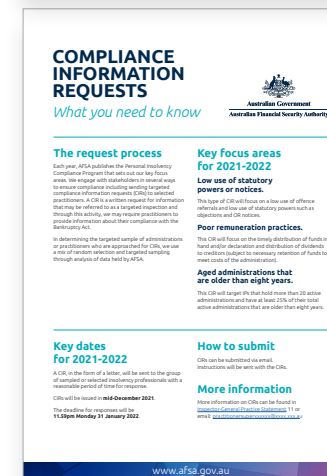 COMPLIANCE
INFORMATION
REQUESTS
What you need to know
Australian Government
Australian Financial Security Authority
The request process
Each year, AFSA publishes the Personal Insolvency
Compliance Program that sets out our key focus
areas. We engage with stakeholders in several ways
to ensure compliance including sending targeted
compliance information requests (CIRs) to selected
practitioners. A CIR is a written request for information
that may be referred to as a targeted inspection and
through this activity, we may require practitioners to
provide information about their compliance with the
Bankruptcy Act.
In determining the targeted sample of administrations
or practitioners who are approached for CIRs, we use
a mix of random selection and targeted sampling
through analysis of data held by AFSA.
Key focus areas
for 2021-2022
Low use of statutory
powers or notices.
This type of CIR will focus on a low use of offence
referrals and low use of statutory powers such as
objections and OR notices.
Poor remuneration practices.
This CIR will focus on the timely distribution of funds in
hand and/or declaration and distribution of dividends
to creditors (subject to necessary retention of funds to
meet costs of the administration).
Aged administrations that
are older than eight years.
This CIR will target IPs that hold more than 20 active
administrations and have at least 25% of their total
active administrations that are older than eight years.
Key dates
for 2021-2022
A CIR, in the form of a letter, will be sent to the group
of sampled or selected insolvency professionals with a
reasonable period of time for response.
CIRs will be issued in mid-December 2021.
The deadline for responses will be
11.59pm Monday 31 January 2022.
How to submit
CIRs can be submitted via email.
Instructions will be sent with the CIRs.
More information
More information on CIRs can be found in
Inspector-General Practice Statement 11 or
email:
www.afsa.gov.au